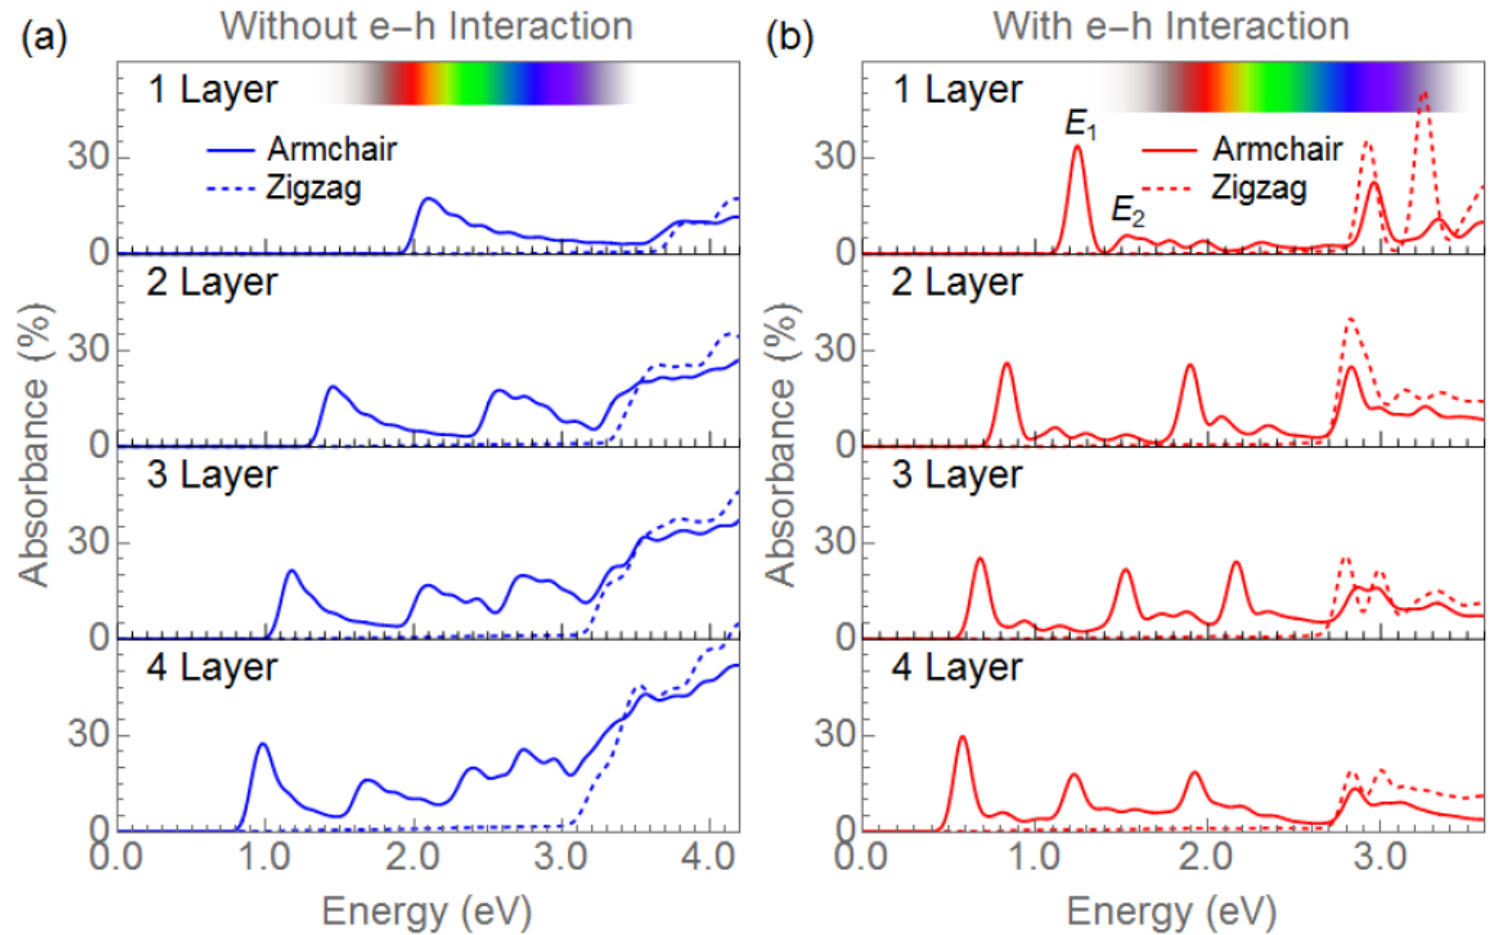 (a)
Without e−h Interaction
1 Layer
Armchair
Zigzag
30
0
2 Layer
30
0
3 Layer
30
0
4 Layer
30
0
0.0 1.0 2.0 3.0 4.0
Absorbance (%)
Energy (eV)
(b)
With e−h Interaction
1 Layer
E1
E2
Armchair
Zigzag
30
0
2 Layer
30
0
3 Layer
30
0
4 Layer
30
0
0.0 1.0 2.0 3.0
Absorbance (%)
Energy (eV)